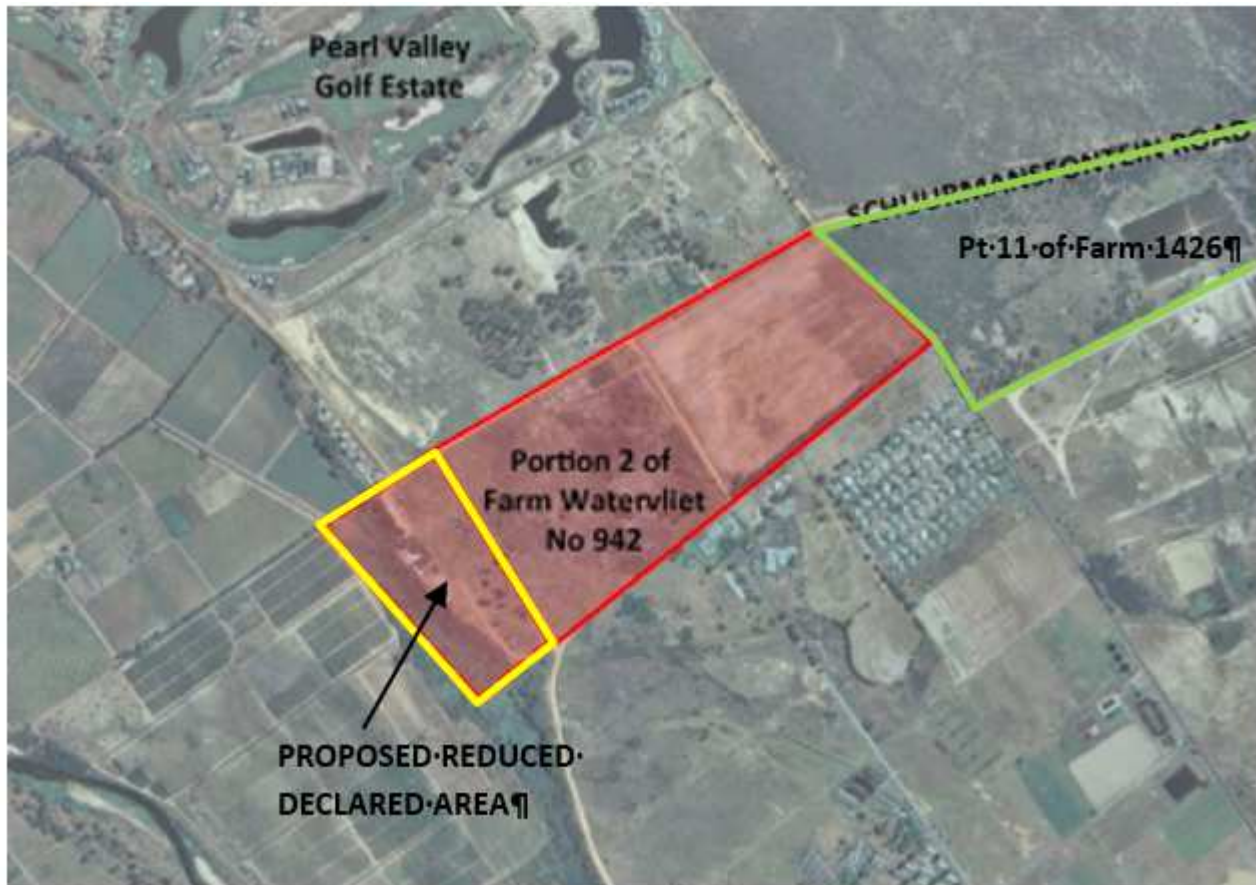 Pearl Valley
Golf Estate
SCHUURMANSFONTEIN ROAD
Pt·11·of·Farm·1426¶
Portion 2 of
Farm Watervliet
No 942
PROPOSED·REDUCED·
DECLARED·AREA¶